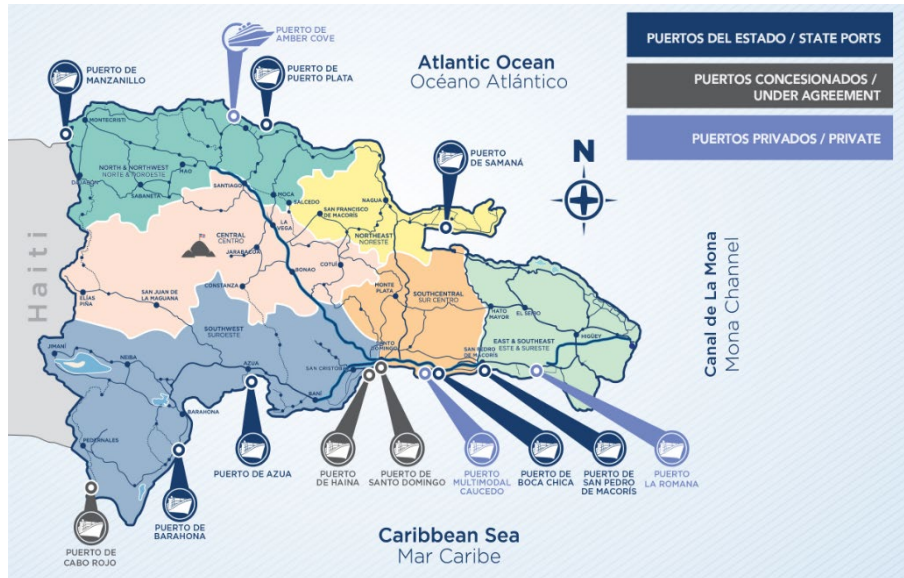 PUERTO DE
AMBER COVE
PUERTO DE
MANZANILLO
PUERTO DE
PUERTO PLATA
Atlantic Ocean
Océano Atlántico
PUERTOS DEL ESTADO / STATE PORTS
PUERTOS CONCESIONADOS /
UNDER AGREEMENT
PUERTOS PRIVADOS / PRIVATE
PUERTO
DE SAMANÁ
N
MONTECRISTI
NORTH & NORTHWEST
NORTE & NOROESTE
MAO
DAJABÓN
SABANETA
SANTIAGO
MOCA
SALCEDO
NAGUA
SAN FRANCISCO
DE MACORÍS
LA
VEGA
NORTHEAST
NORESTE
CENTRAL
CENTRO
JARABACOA
COTUÍ
BONAO
CONSTANZA
MONTE
PLATA
SOUTHCENTRAL
SUR CENTRO
HATO
MAYOR
EL SEIBO
HIGÜEY
EAST & SOUTHEAST
ESTE & SURESTE
Haiti
ELÍAS
PIÑA
SAN JUAN DE
LA MAGUANA
SOUTHWEST
SUROESTE
SANTO
DOMINGO
SAN PEDRO
DE MACORÍS
JIMANÍ
NEIBA
AZUA
SAN CRISTÓBAL
BANÍ
BARAHONA
PEDERNALES
Canal de La Mona
Mona Channel
PUERTO DE AZUA
PUERTO
DE HAINA
PUERTO DE
SANTO DOMINGO
PUERTO
MULTIMODAL
CAUCEDO
PUERTO DE
BOCA CHICA
PUERTO DE
SAN PEDRO
DE MACORÍS
PUERTO
LA ROMANA
PUERTO DE
CABO ROJO
PUERTO DE
BARAHONA
Caribbean Sea
Mar Caribe